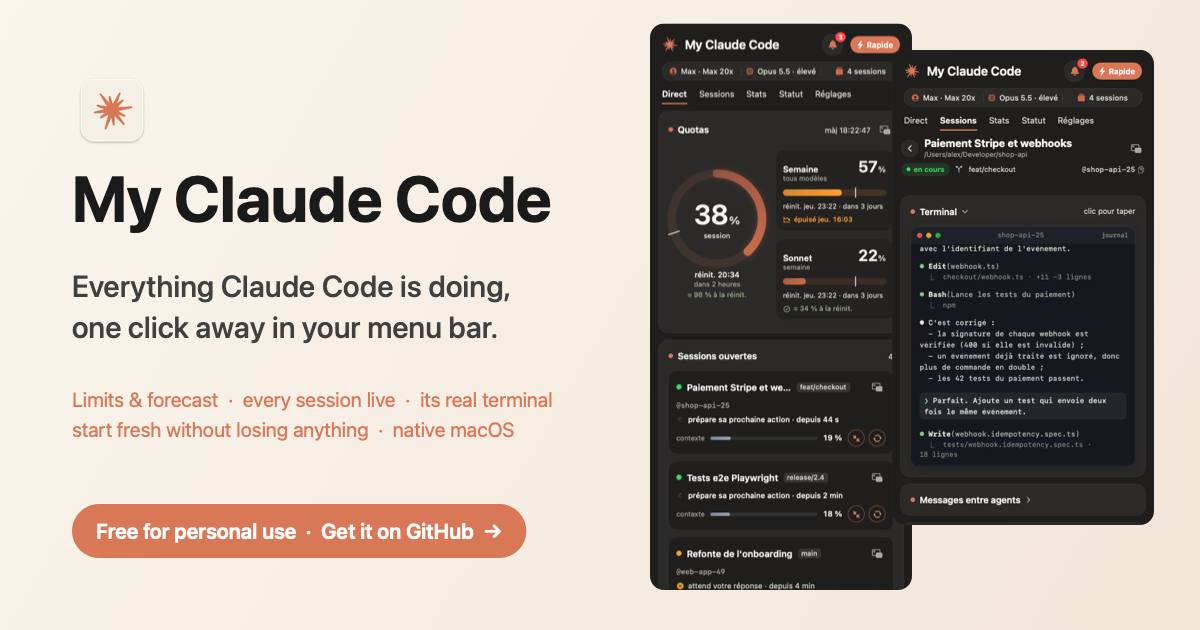 My Claude Code
Everything Claude Code is doing,
one click away in your menu bar.
Limits & forecast · every session live · its real terminal
start fresh without losing anything · native macOS
Free for personal use · Get it on GitHub →
My Claude Code
3
Rapide
Max · Max 20x
Opus 5.5 · élevé
4 sessions
Direct Sessions Stats Statut Réglages
Quotas
màj 18:22:47
38%
session
réinit. 20:34
dans 2 heures
≈ 98 % à la réinit.
Semaine
57%
tous modèles
réinit. jeu. 23:22 · dans 3 jours
épuisé jeu. 16:03
Sonnet
22%
semaine
réinit. jeu. 23:22 · dans 3 jours
≈ 34 % à la réinit.
Sessions ouvertes
4
Paiement Stripe et we... feat/checkout
@shop-api-25
prépare sa prochaine action · depuis 44 s
contexte 19 %
Tests e2e Playwright release/2.4
prépare sa prochaine action · depuis 2 min
contexte 18 %
Refonte de l'onboarding main
@web-app-49
attend votre réponse · depuis 4 min
My Claude Code
2
Rapide
Max · Max 20x
Opus 5.5 · élevé
4 sessions
Direct Sessions Stats Statut Réglages
Paiement Stripe et webhooks
/Users/alex/Developer/shop-api
en cours
feat/checkout
@shop-api-25
Terminal
clic pour taper
shop-api-25
journal
avec l'identifiant de l'événement.
Edit(webhook.ts)
checkout/webhook.ts · +11 −3 lignes
Bash(Lance les tests du paiement)
npm
C'est corrigé :
– la signature de chaque webhook est
vérifiée (400 si elle est invalide) ;
– un événement déjà traité est ignoré, donc
plus de commande en double ;
– les 42 tests du paiement passent.
❯ Parfait. Ajoute un test qui envoie deux
fois le même événement.
Write(webhook.idempotency.spec.ts)
tests/webhook.idempotency.spec.ts ·
18 lignes
Messages entre agents